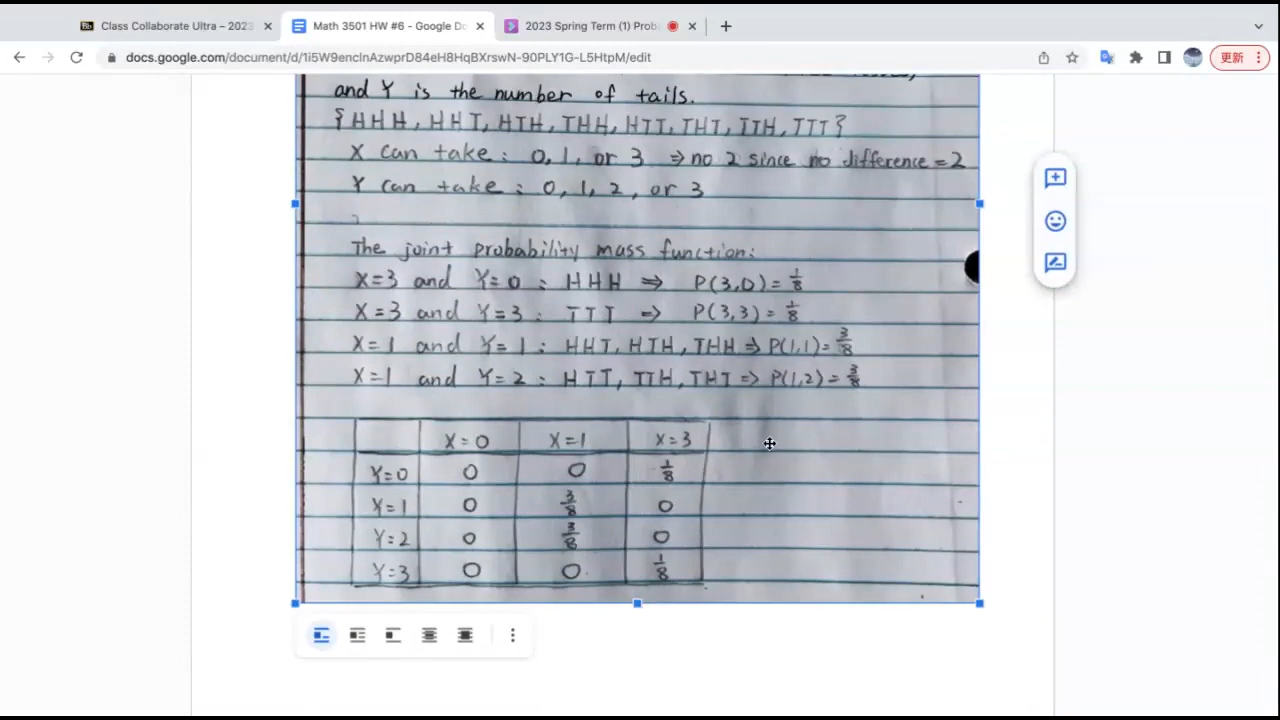 Class Collaborate Ultra – 2023
Math 3501 HW #6 - Google Do
2023 Spring Term (1) Prob
docs.google.com/document/d/1i5W9encInAzwprD84eH8HqBXrswN-90PLY1G-L5HtpM/edit
更新
and Y is the number of tails.
{HHH, HHT, HTH, THH, HTT, THT, TTH, TTT}
X can take: 0, 1, or 3 ⇒ no 2 since no difference = 2
Y can take: 0, 1, 2, or 3
The joint probability mass function:
X=3 and Y=0 : HHH ⇒ P(3,0) = 1/8
X=3 and Y=3 : TTT ⇒ P(3,3) = 1/8
X=1 and Y=1 : HHT, HTH, THH ⇒ P(1,1) = 3/8
X=1 and Y=2 : HTT, TTH, THT ⇒ P(1,2) = 3/8
X=0 X=1 X=3
Y=0 0 0 1/8
Y=1 0 3/8 0
Y=2 0 3/8 0
Y=3 0 0 1/8